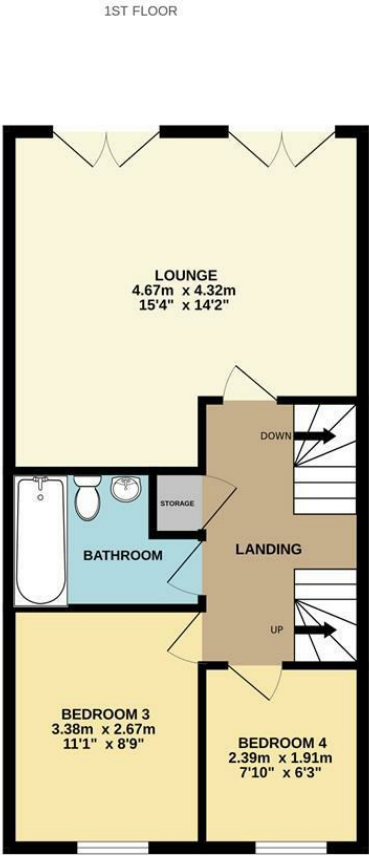 1ST FLOOR
LOUNGE
4.67m x 4.32m
15'4" x 14'2"
DOWN
STORAGE
BATHROOM
LANDING
UP
BEDROOM 3
3.38m x 2.67m
11'1" x 8'9"
BEDROOM 4
2.39m x 1.91m
7'10" x 6'3"